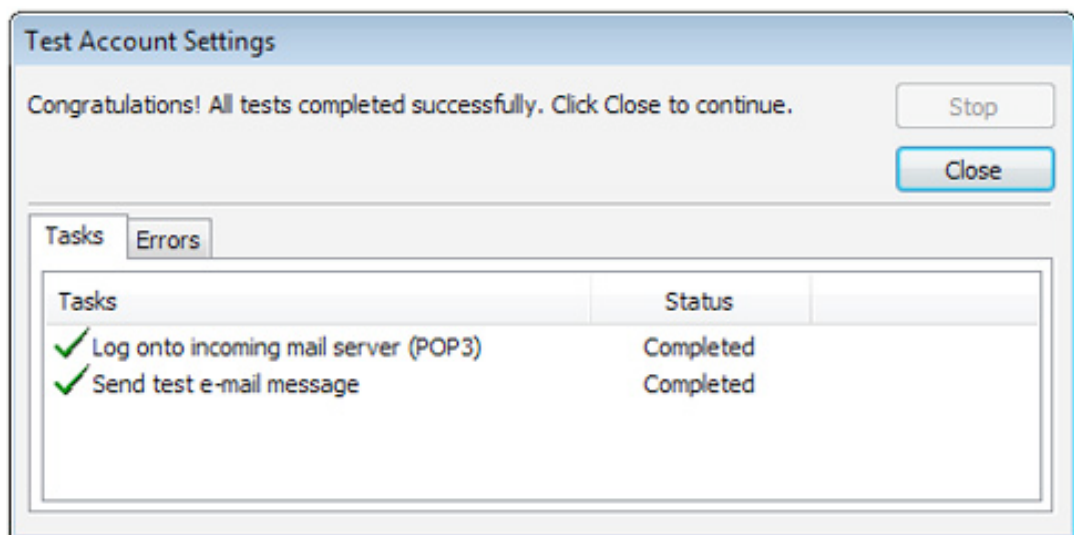 Test Account Settings
Congratulations! All tests completed successfully. Click Close to continue.
Stop
Close
Tasks Errors
Tasks Status
Log onto incoming mail server (POP3) Completed
Send test e-mail message Completed